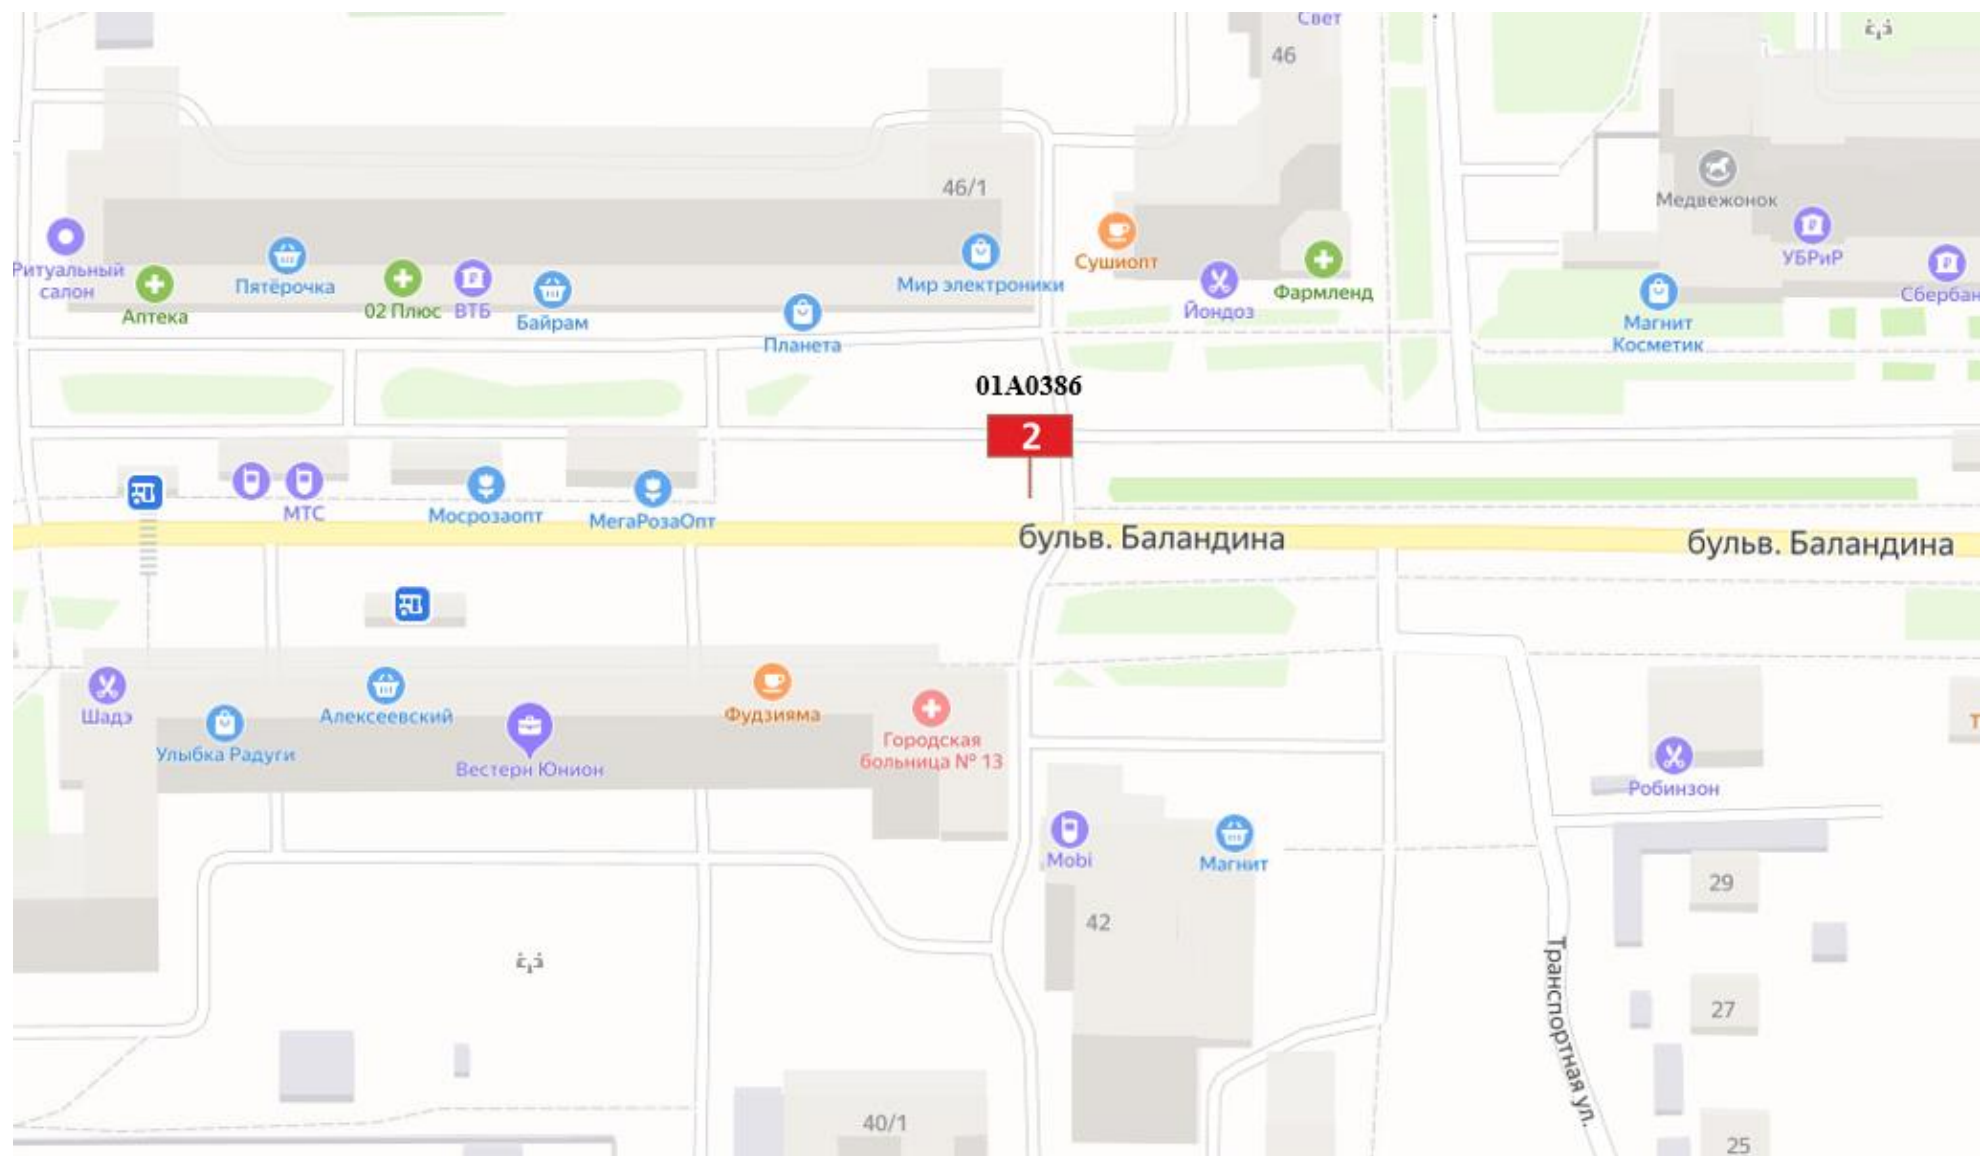 Свет
46
46/1
Медвежонок
УБРиР
Сушиопт
Ритуальный
салон
Пятёрочка
Мир электроники
Фармленд
Сбербан
Аптека
02 Плюс
ВТБ
Байрам
Йондоз
Магнит
Косметик
Планета
01А0386
2
МТС
Мосрозаопт
МегаРозаОпт
бульв. Баландина
бульв. Баландина
Шадэ
Алексеевский
Фудзияма
Т
Улыбка Радуги
Вестерн Юнион
Городская
больница № 13
Робинзон
Mobi
Магнит
29
42
Транспортная ул.
27
40/1
25